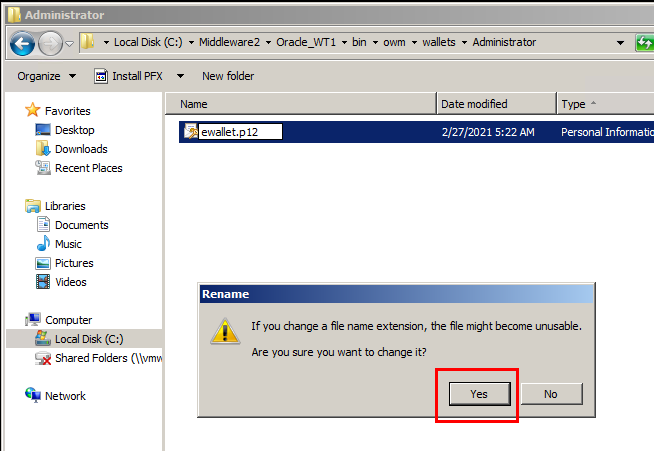 Administrator
Local Disk (C:) Middleware2 Oracle_WT1 bin owm wallets Administrator
Organize Install PFX New folder
Name Date modified Type
Favorites
Desktop
Downloads
Recent Places
Libraries
Documents
Music
Pictures
Videos
Computer
Local Disk (C:)
Shared Folders (\\vmw
Network
ewallet.p12 2/27/2021 5:22 AM Personal Informatio
Rename
If you change a file name extension, the file might become unusable.
Are you sure you want to change it?
Yes No